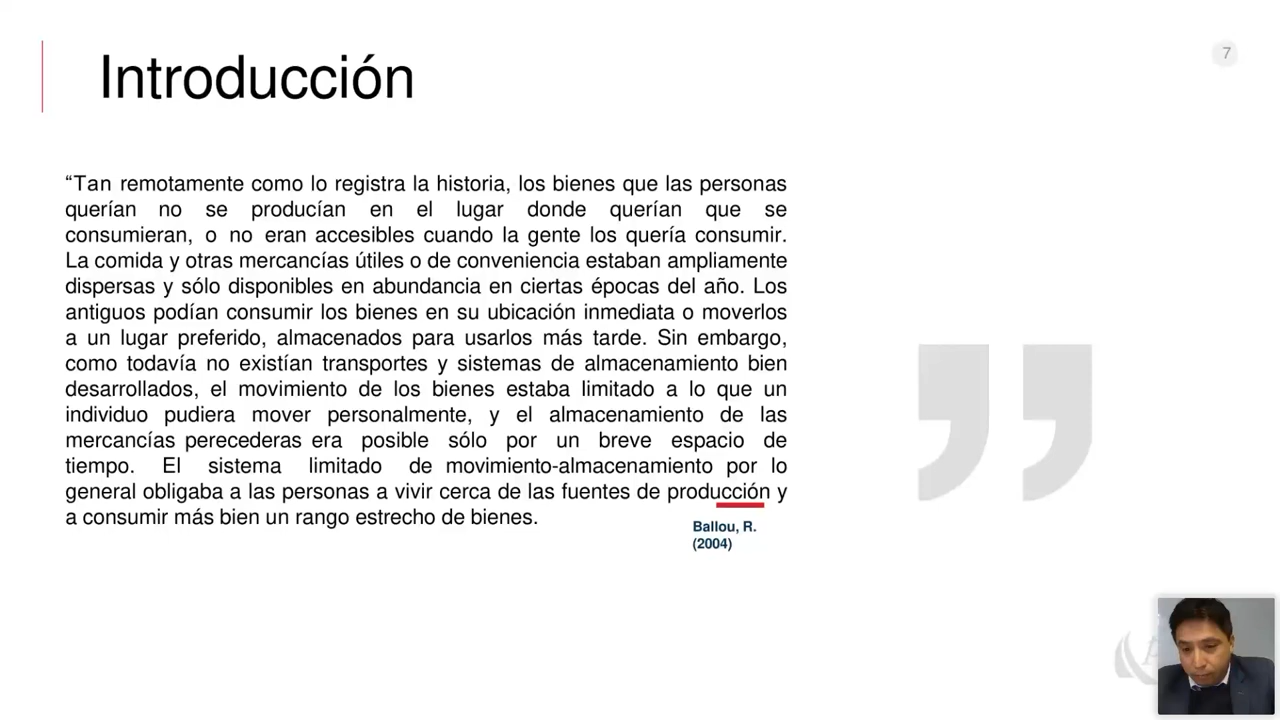 7
Introducción
“Tan remotamente como lo registra la historia, los bienes que las personas
querían no se producían en el lugar donde querían que se
consumieran, o no eran accesibles cuando la gente los quería consumir.
La comida y otras mercancías útiles o de conveniencia estaban ampliamente
dispersas y sólo disponibles en abundancia en ciertas épocas del año. Los
antiguos podían consumir los bienes en su ubicación inmediata o moverlos
a un lugar preferido, almacenados para usarlos más tarde. Sin embargo,
como todavía no existían transportes y sistemas de almacenamiento bien
desarrollados, el movimiento de los bienes estaba limitado a lo que un
individuo pudiera mover personalmente, y el almacenamiento de las
mercancías perecederas era posible sólo por un breve espacio de
tiempo. El sistema limitado de movimiento-almacenamiento por lo
general obligaba a las personas a vivir cerca de las fuentes de producción y
a consumir más bien un rango estrecho de bienes.
Ballou, R.
(2004)